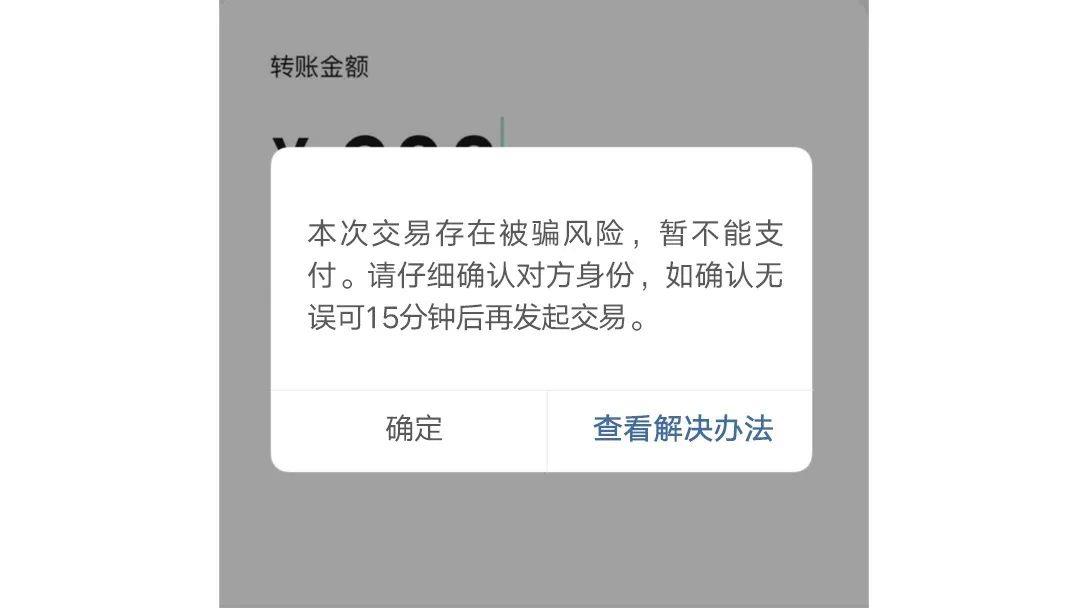 转账金额
本次交易存在被骗风险，暂不能支
付。请仔细确认对方身份，如确认无
误可15分钟后再发起交易。
确定
查看解决办法